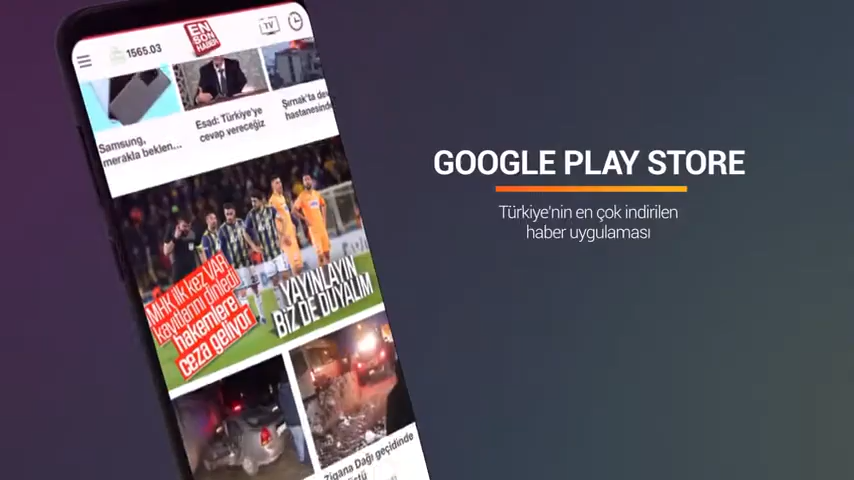 1565.03
EN
SON
HABER
TV
Samsung,
merakla beklen...
Esad: Türkiye'ye
cevap vereceğiz
Şırnak'ta
hastanesinde
MHK ilk kez VAR
kayıtlarını dinledi
hakemlere
ceza geliyor
YAYINLAYIN
BİZ DE DUYALIM
Zigana Dağı geçidinde
GOOGLE PLAY STORE
Türkiye'nin en çok indirilen
haber uygulaması